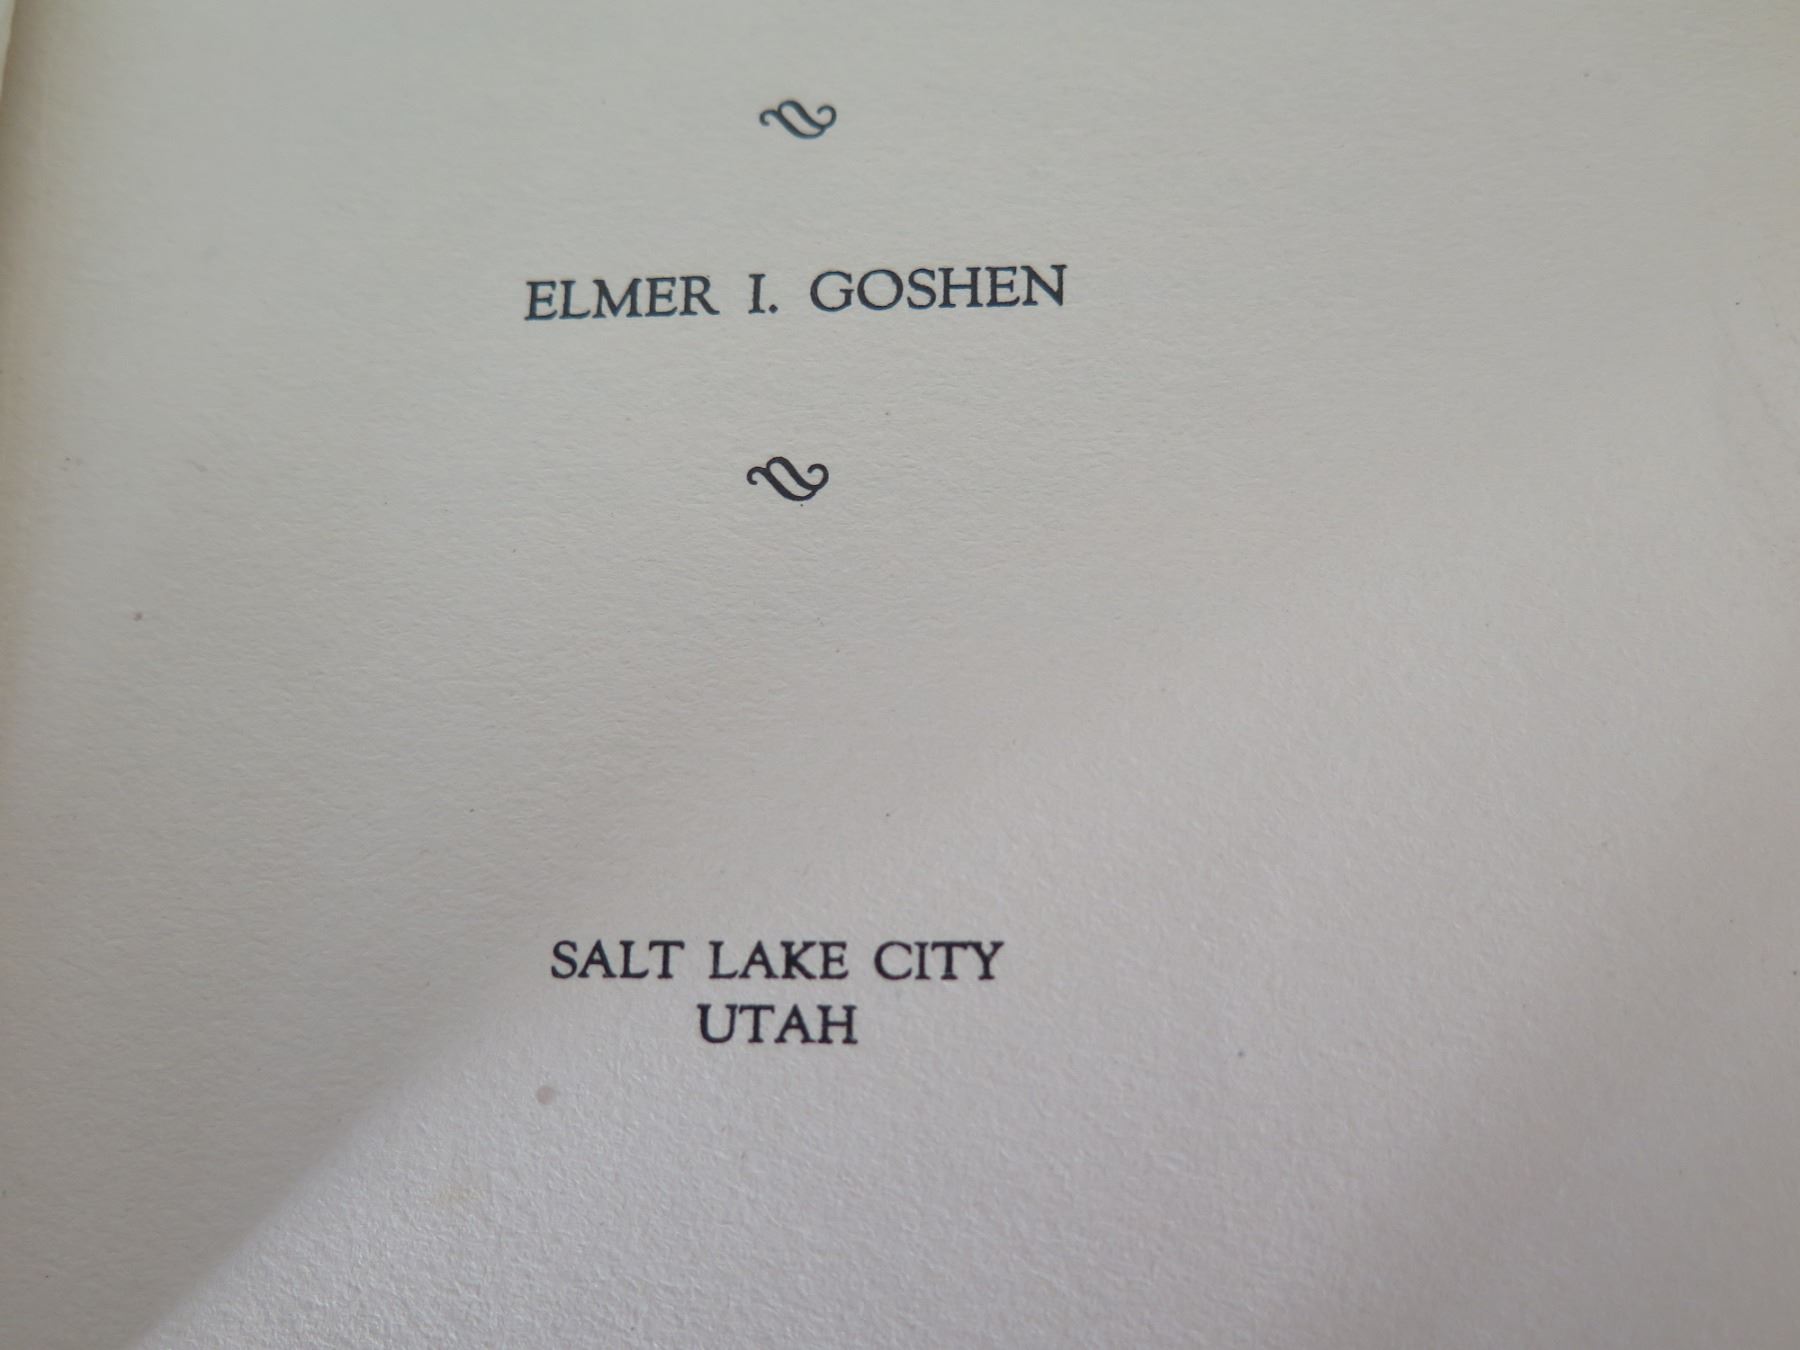 ELMER I. GOSHEN
SALT LAKE CITY
UTAH